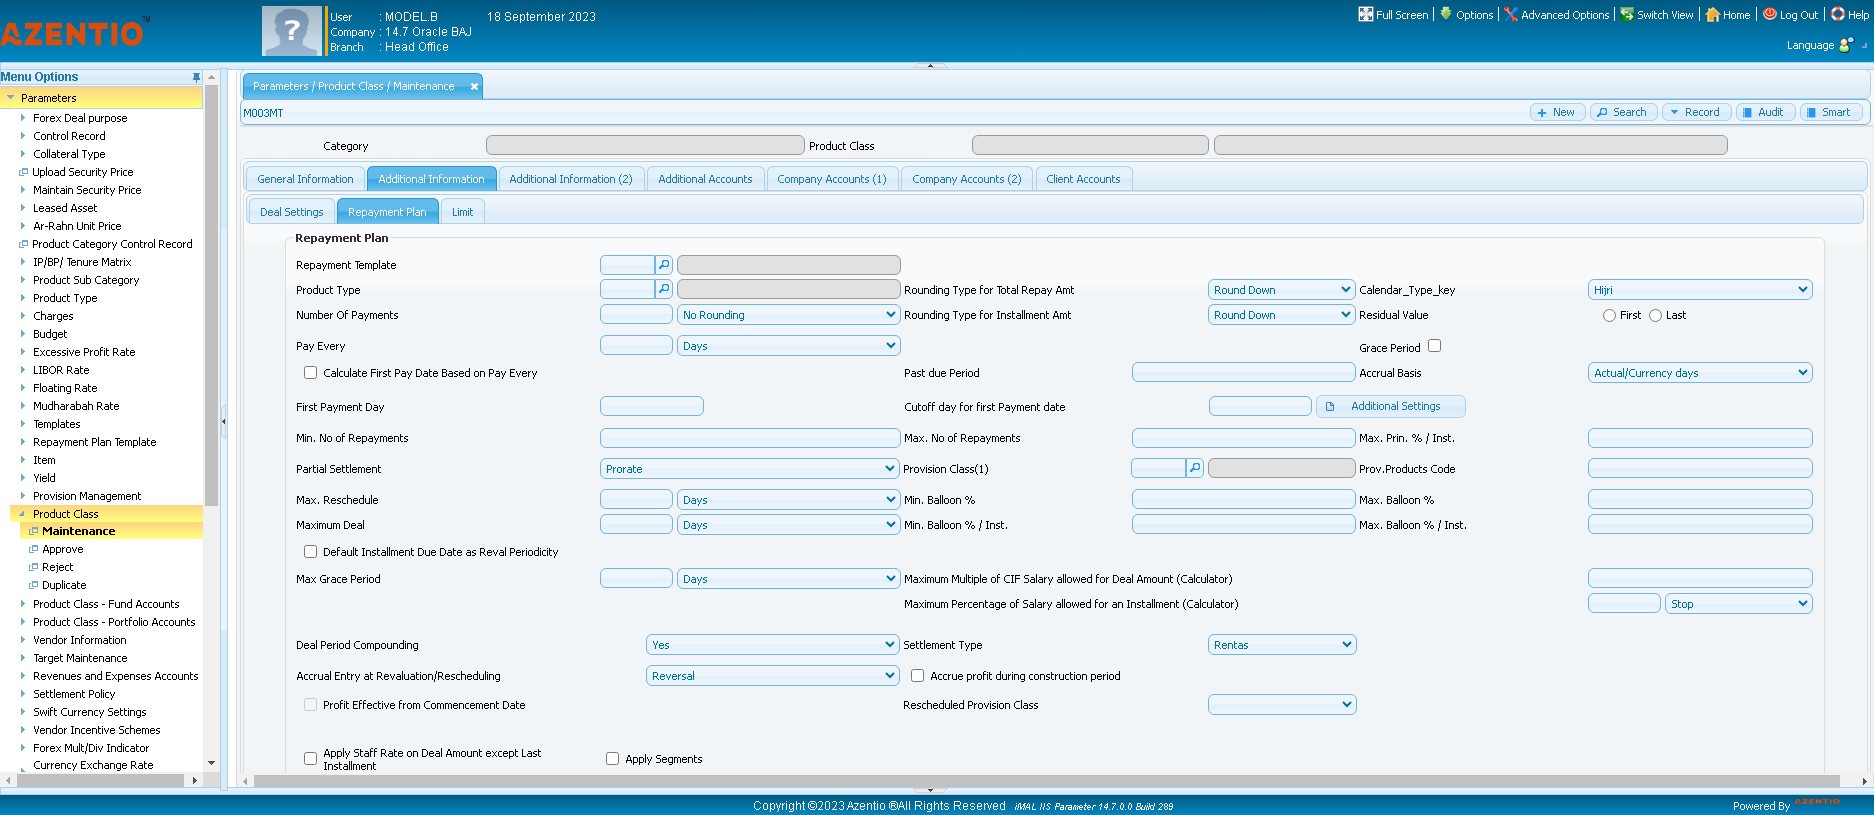 AZENTIO™
User : MODEL.B 18 September 2023
Company : 14.7 Oracle BAJ
Branch : Head Office
Full Screen Options Advanced Options Switch View Home Log Out Help
Language
Menu Options
Parameters
Forex Deal purpose
Control Record
Collateral Type
Upload Security Price
Maintain Security Price
Leased Asset
Ar-Rahn Unit Price
Product Category Control Record
IP/BP/ Tenure Matrix
Product Sub Category
Product Type
Charges
Budget
Excessive Profit Rate
LIBOR Rate
Floating Rate
Mudharabah Rate
Templates
Repayment Plan Template
Item
Yield
Provision Management
Product Class
Maintenance
Approve
Reject
Duplicate
Product Class - Fund Accounts
Product Class - Portfolio Accounts
Vendor Information
Target Maintenance
Revenues and Expenses Accounts
Settlement Policy
Swift Currency Settings
Vendor Incentive Schemes
Forex Mult/Div Indicator
Currency Exchange Rate
Parameters / Product Class / Maintenance
M003MT New Search Record Audit Smart
Category Product Class
General Information Additional Information Additional Information (2) Additional Accounts Company Accounts (1) Company Accounts (2) Client Accounts
Deal Settings Repayment Plan Limit
Repayment Plan
Repayment Template
Product Type Rounding Type for Total Repay Amt Round Down Calendar_Type_key Hijri
Number Of Payments No Rounding Rounding Type for Installment Amt Round Down Residual Value First Last
Pay Every Days Grace Period
Calculate First Pay Date Based on Pay Every Past due Period Accrual Basis Actual/Currency days
First Payment Day Cutoff day for first Payment date Additional Settings
Min. No of Repayments Max. No of Repayments Max. Prin. % / Inst.
Partial Settlement Prorate Provision Class(1) Prov.Products Code
Max. Reschedule Days Min. Balloon % Max. Balloon %
Maximum Deal Days Min. Balloon % / Inst. Max. Balloon % / Inst.
Default Installment Due Date as Reval Periodicity
Max Grace Period Days Maximum Multiple of CIF Salary allowed for Deal Amount (Calculator)
Maximum Percentage of Salary allowed for an Installment (Calculator) Stop
Deal Period Compounding Yes Settlement Type Rentas
Accrual Entry at Revaluation/Rescheduling Reversal Accrue profit during construction period
Profit Effective from Commencement Date Rescheduled Provision Class
Apply Staff Rate on Deal Amount except Last
Installment Apply Segments
Copyright ©2023 Azentio ®All Rights Reserved iMAL IIS Parameter 14.7.0.0 Build 289 Powered By AZENTIO